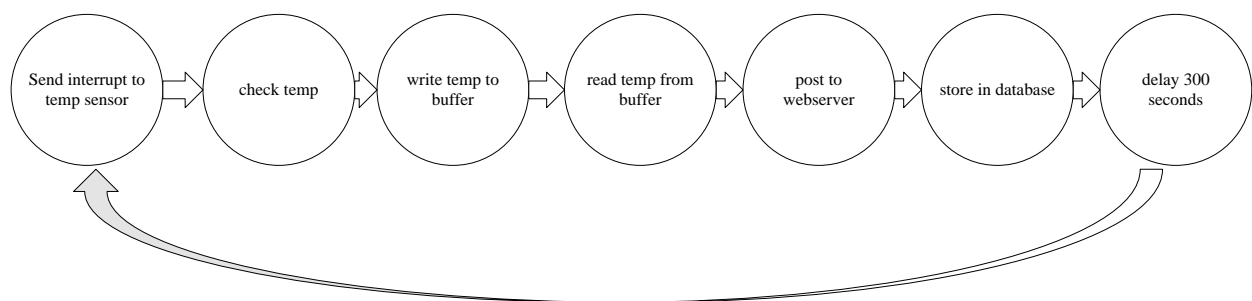 Send interrupt to
temp sensor
check temp
write temp to
buffer
read temp from
buffer
post to
webserver
store in database
delay 300
seconds